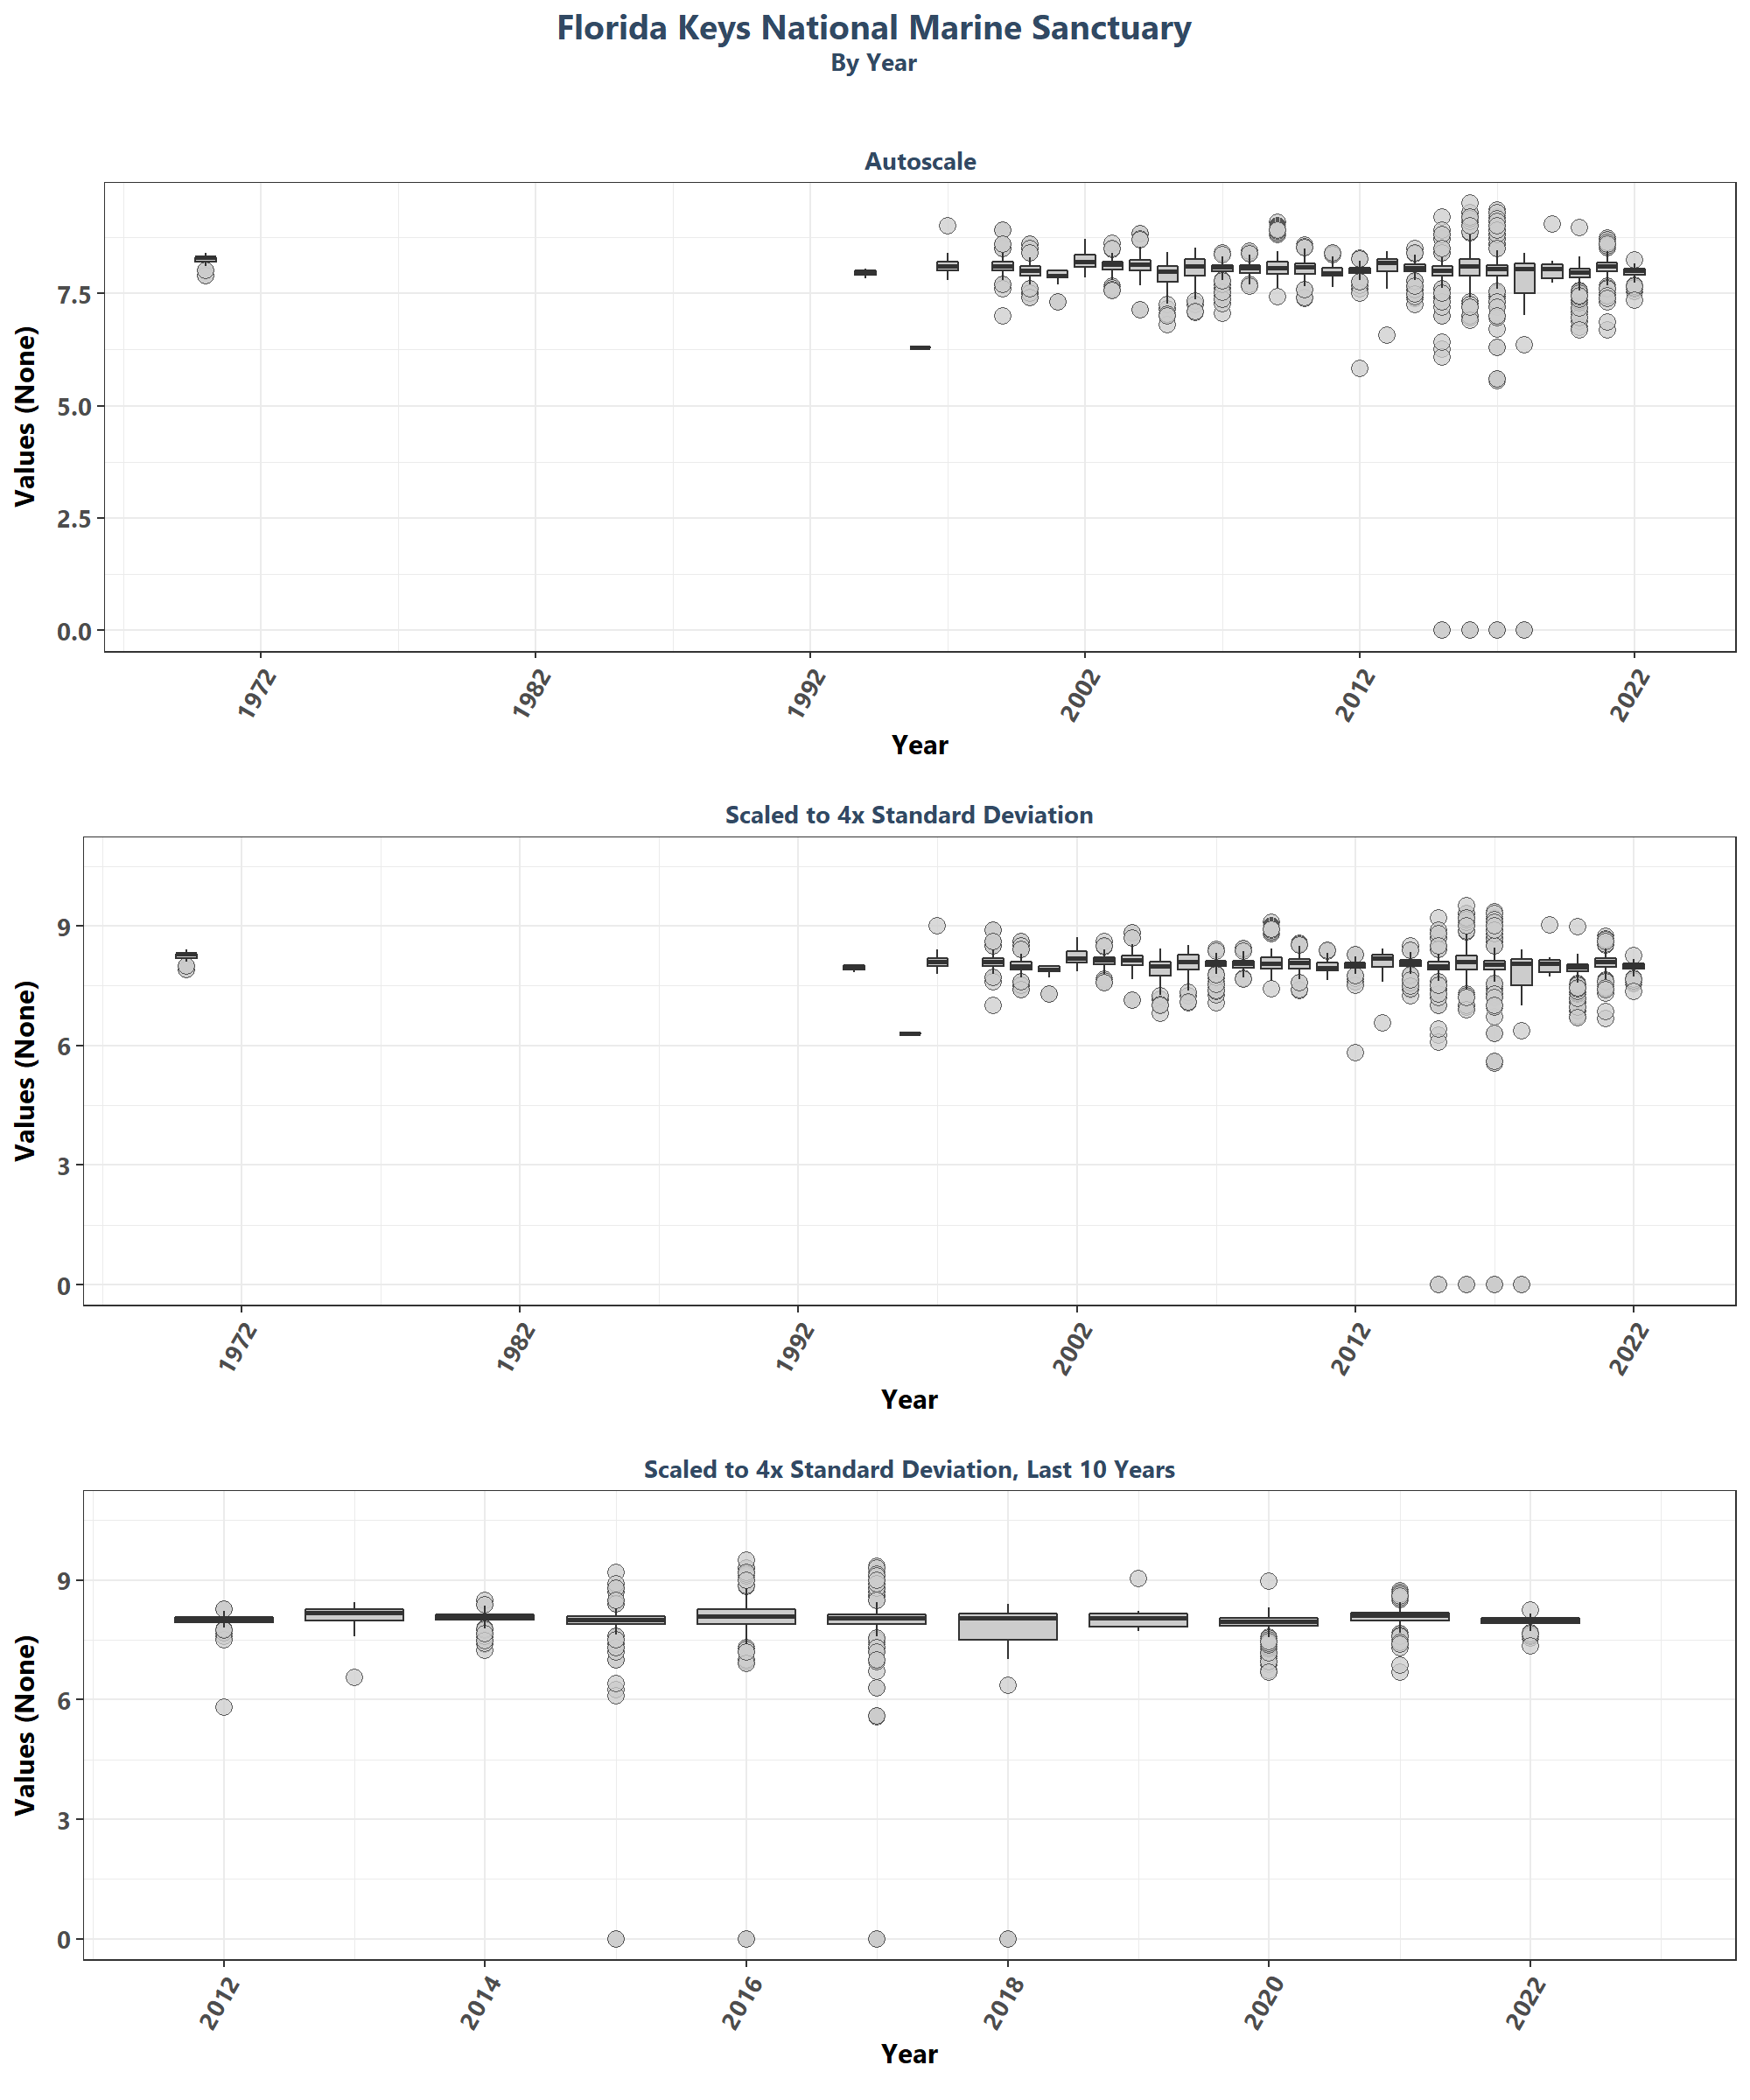 Florida Keys National Marine Sanctuary
By Year
Autoscale
Values (None)
7.5
5.0
2.5
0.0
1972
1982
1992
2002
2012
2022
Year
Scaled to 4x Standard Deviation
Values (None)
9
6
3
0
1972
1982
1992
2002
2012
2022
Year
Scaled to 4x Standard Deviation, Last 10 Years
Values (None)
9
6
3
0
2012
2014
2016
2018
2020
2022
Year